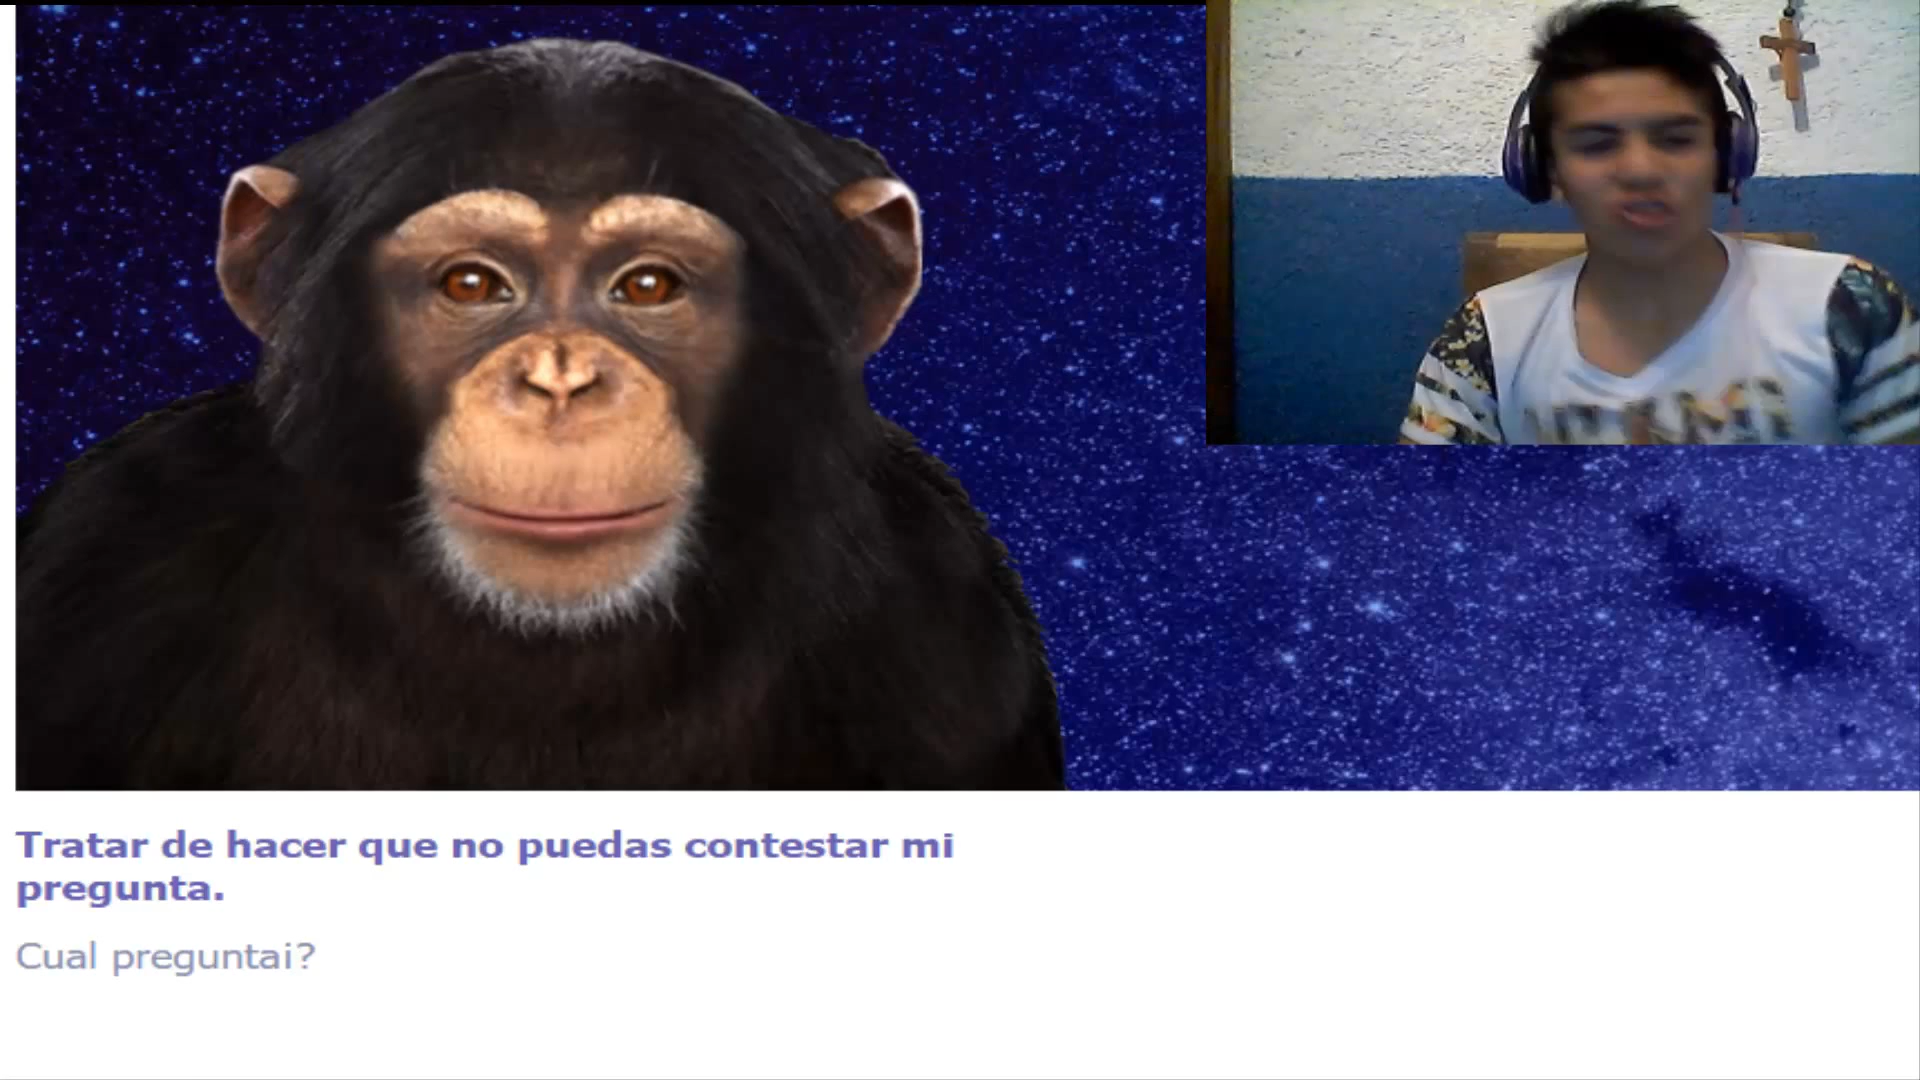 Tratar de hacer que no puedas contestar mi
pregunta.
Cual preguntai?